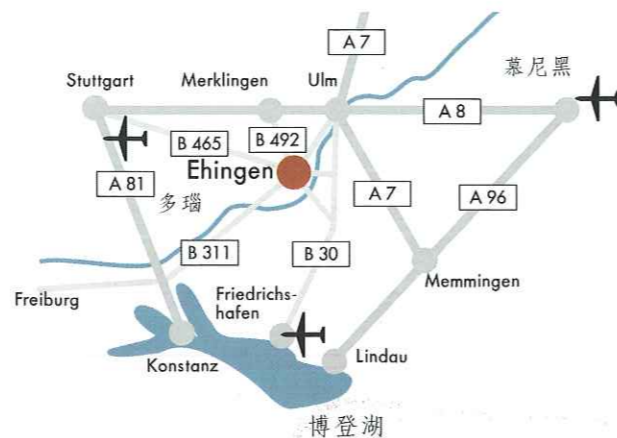 A 7
Stuttgart
Merklingen
Ulm
慕尼黑
B 465
B 492
A 8
Ehingen
A 81
多瑙
A 7
A 96
B 311
B 30
Freiburg
Friedrichs-
hafen
Memmingen
Konstanz
Lindau
博登湖